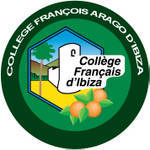 COLLEGE FRANÇOIS ARAGO D'IBIZA
Collège
Français
d'Ibiza